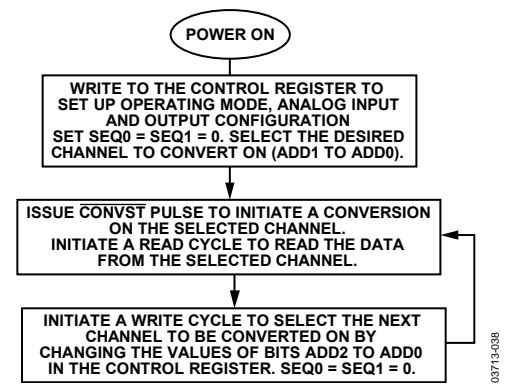 POWER ON
WRITE TO THE CONTROL REGISTER TO
SET UP OPERATING MODE, ANALOG INPUT
AND OUTPUT CONFIGURATION
SET SEQ0 = SEQ1 = 0. SELECT THE DESIRED
CHANNEL TO CONVERT ON (ADD1 TO ADD0).
ISSUE CONVST PULSE TO INITIATE A CONVERSION
ON THE SELECTED CHANNEL.
INITIATE A READ CYCLE TO READ THE DATA
FROM THE SELECTED CHANNEL.
INITIATE A WRITE CYCLE TO SELECT THE NEXT
CHANNEL TO BE CONVERTED ON BY
CHANGING THE VALUES OF BITS ADD2 TO ADD0
IN THE CONTROL REGISTER. SEQ0 = SEQ1 = 0.
03713-038